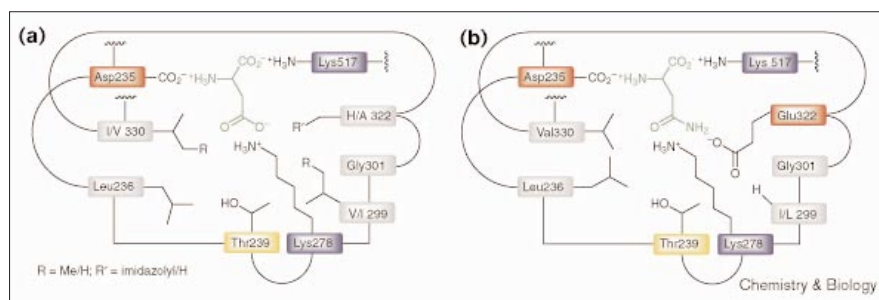 (a)
CO₂⁻
⁺H₃N
Lys517
Asp235
CO₂⁻
⁺H₃N
O
O⁻
R'
H/A 322
I/V 330
R
H₃N⁺
R
Gly301
Leu236
HO
V/I 299
Thr239
Lys278
R = Me/H; R' = imidazolyl/H
(b)
CO₂⁻
⁺H₃N
Lys 517
Asp235
CO₂⁻
⁺H₃N
O
NH₂
Glu322
Val330
⁻O
O
H₃N⁺
Gly301
Leu236
H
HO
I/L 299
Thr239
Lys278
Chemistry & Biology